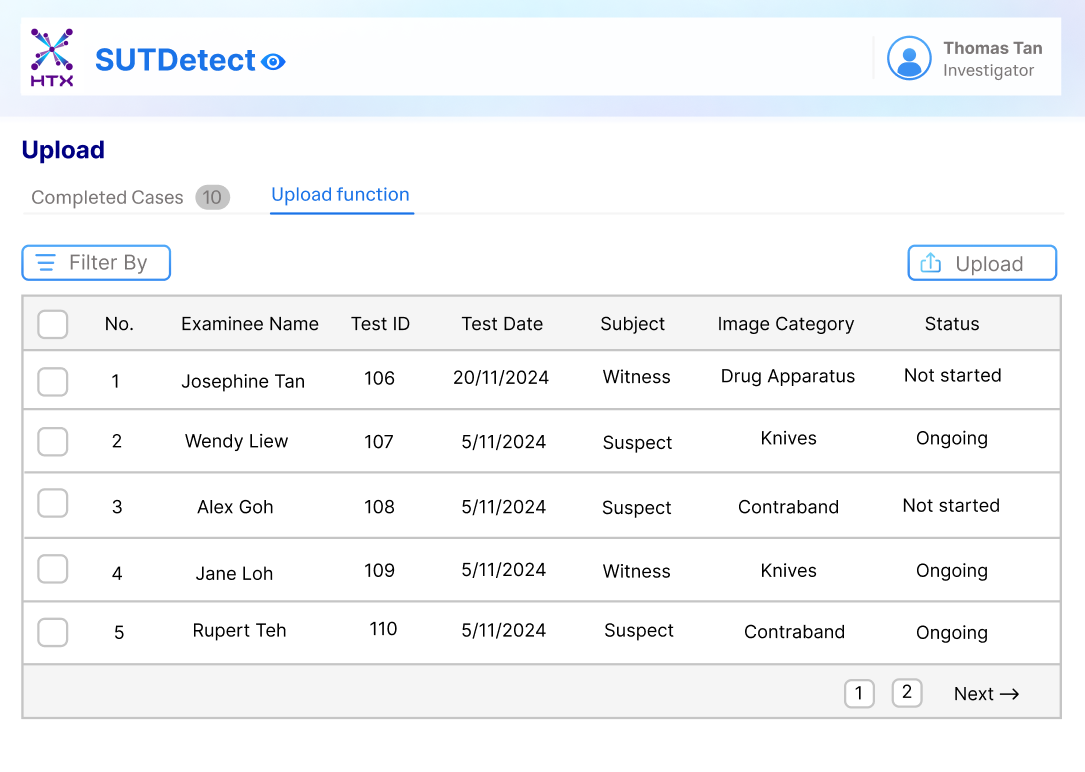 HTX
SUTDetect
Thomas Tan
Investigator
Upload
Completed Cases 10 Upload function
Filter By Upload
No. Examinee Name Test ID Test Date Subject Image Category Status
1 Josephine Tan 106 20/11/2024 Witness Drug Apparatus Not started
2 Wendy Liew 107 5/11/2024 Suspect Knives Ongoing
3 Alex Goh 108 5/11/2024 Suspect Contraband Not started
4 Jane Loh 109 5/11/2024 Witness Knives Ongoing
5 Rupert Teh 110 5/11/2024 Suspect Contraband Ongoing
1 2 Next →